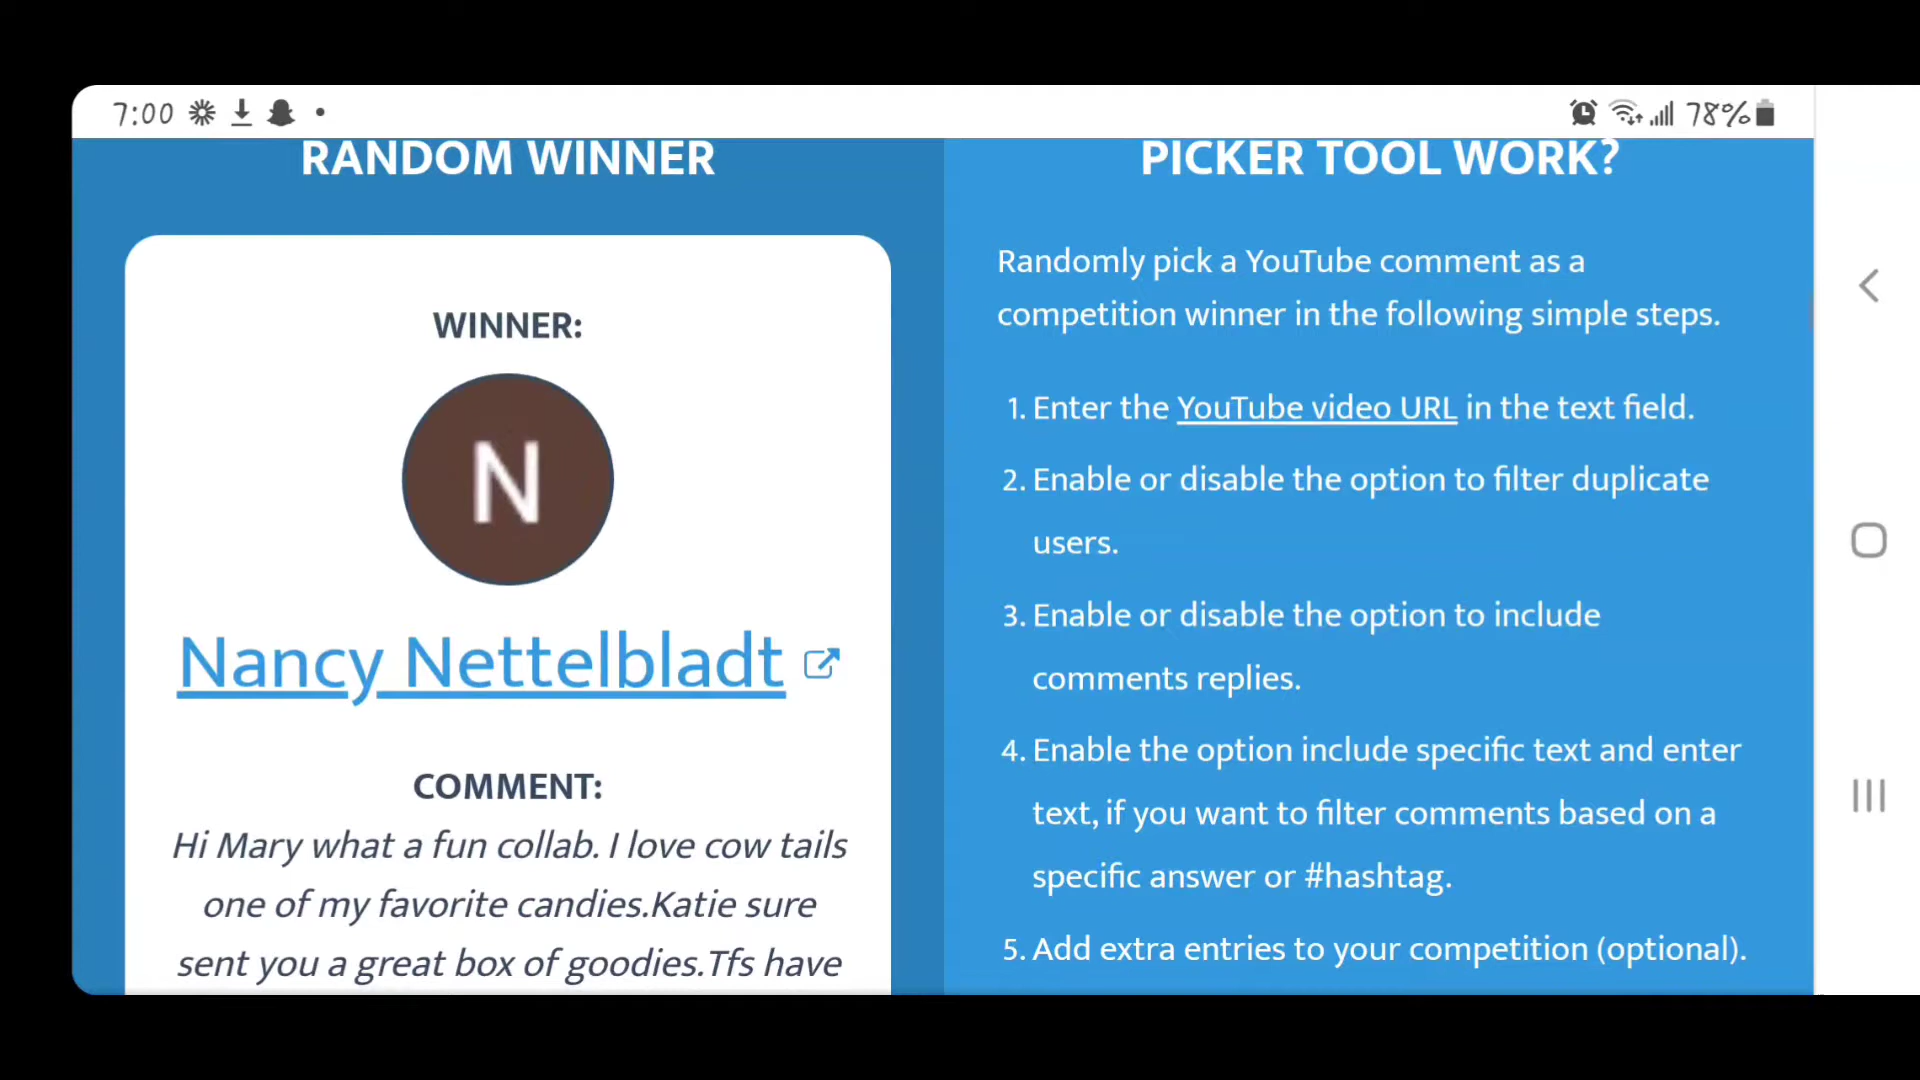 7:00
78%
RANDOM WINNER
WINNER:
N
Nancy Nettelbladt
COMMENT:
Hi Mary what a fun collab. I love cow tails
one of my favorite candies.Katie sure
sent you a great box of goodies.Tfs have
PICKER TOOL WORK?
Randomly pick a YouTube comment as a
competition winner in the following simple steps.
1. Enter the YouTube video URL in the text field.
2. Enable or disable the option to filter duplicate
users.
3. Enable or disable the option to include
comments replies.
4. Enable the option include specific text and enter
text, if you want to filter comments based on a
specific answer or #hashtag.
5. Add extra entries to your competition (optional).